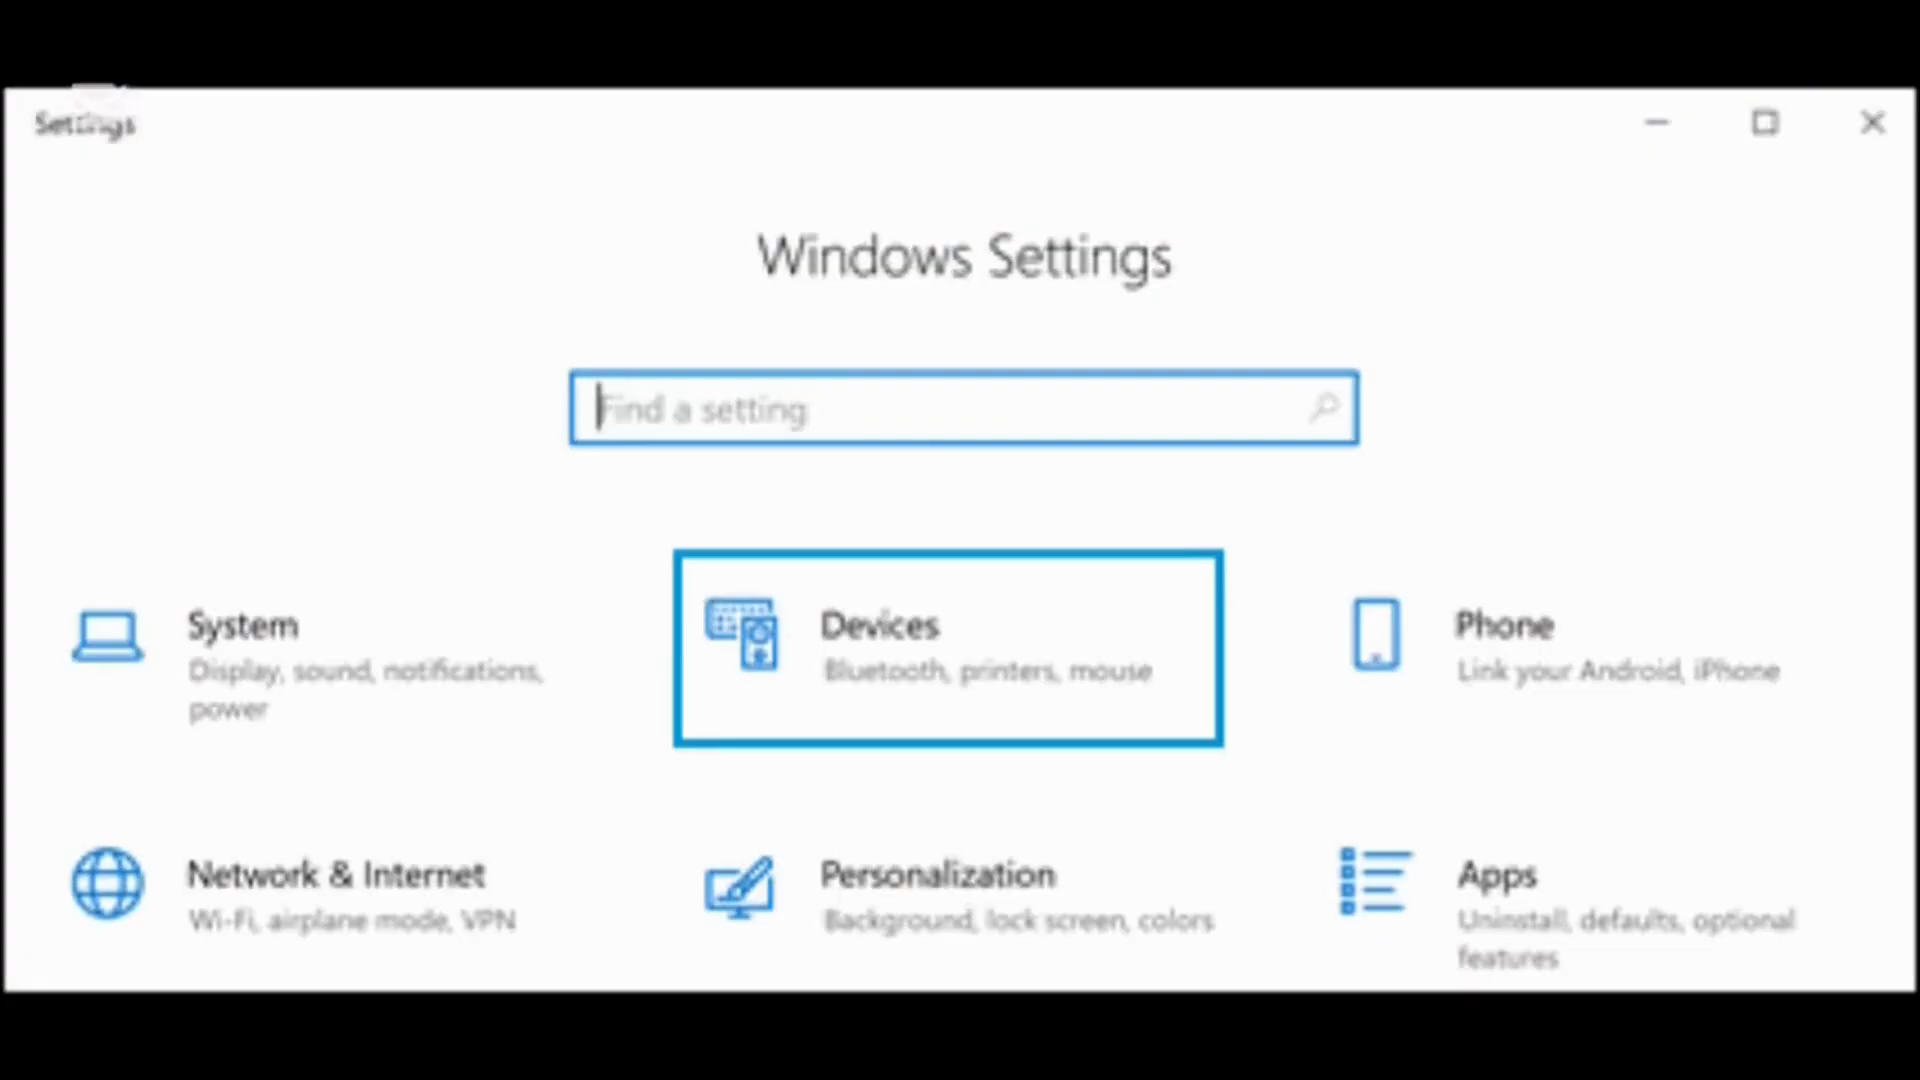 Settings
Windows Settings
Find a setting
System
Display, sound, notifications,
power
Devices
Bluetooth, printers, mouse
Phone
Link your Android, iPhone
Network & Internet
Wi-Fi, airplane mode, VPN
Personalization
Background, lock screen, colors
Apps
Uninstall, defaults, optional
features